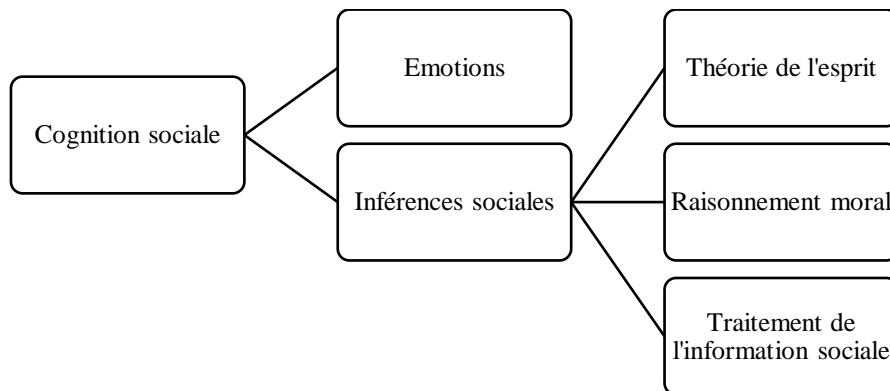 Cognition sociale
Emotions
Inférences sociales
Théorie de l'esprit
Raisonnement moral
Traitement de
l'information sociale